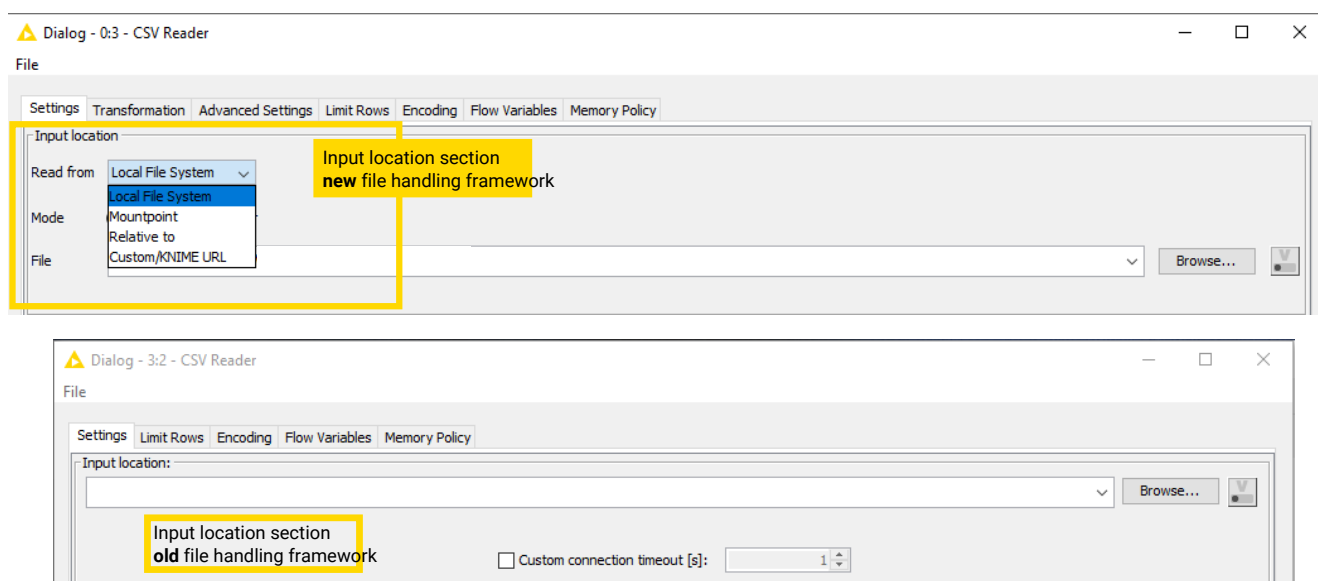 Dialog - 0:3 - CSV Reader
File
Settings Transformation Advanced Settings Limit Rows Encoding Flow Variables Memory Policy
Input location
Read from Local File System
Local File System
Mode Mountpoint
Relative to
File Custom/KNIME URL Browse... V
Input location section
new file handling framework
Dialog - 3:2 - CSV Reader
File
Settings Limit Rows Encoding Flow Variables Memory Policy
Input location:
Browse... V
Input location section
old file handling framework
Custom connection timeout [s]: 1